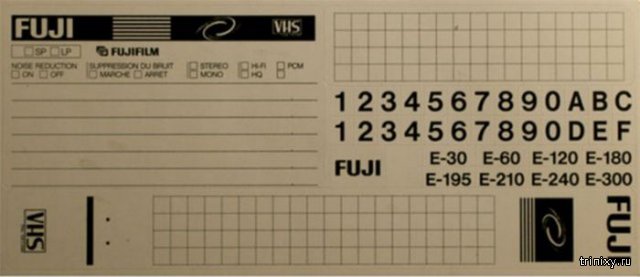 FUJI VHS
SP LP FUJIFILM
NOISE REDUCTION SUPPRESSION DU BRUIT STEREO Hi-Fi PCM
ON OFF MARCHE ARRET MONO HQ
1 2 3 4 5 6 7 8 9 0 A B C
1 2 3 4 5 6 7 8 9 0 D E F
FUJI E-30 E-60 E-120 E-180
E-195 E-210 E-240 E-300
VHS
FUJI
trinixy.ru